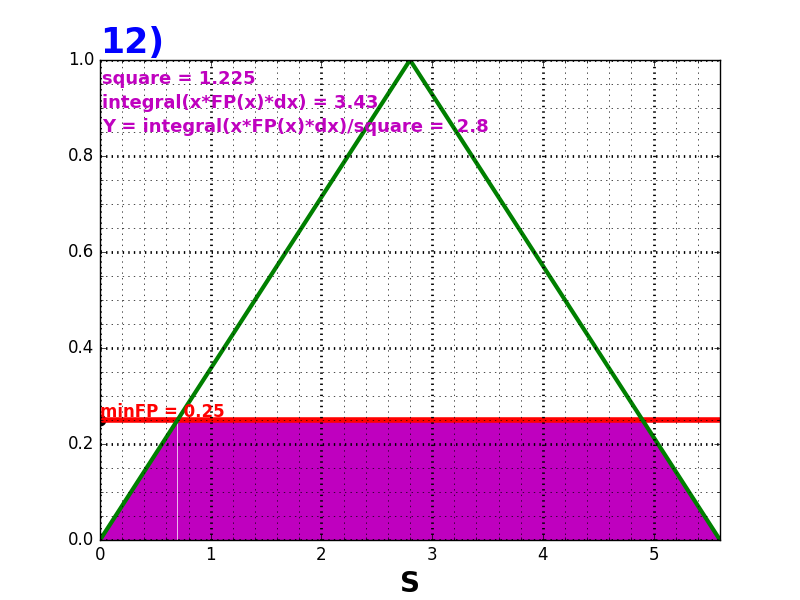 12)
1.0
square = 1.225
integral(x*FP(x)*dx) = 3.43
Y = integral(x*FP(x)*dx)/square =  2.8
0.8
0.6
0.4
minFP = 0.25
0.2
0.0
0 1 2 3 4 5
S